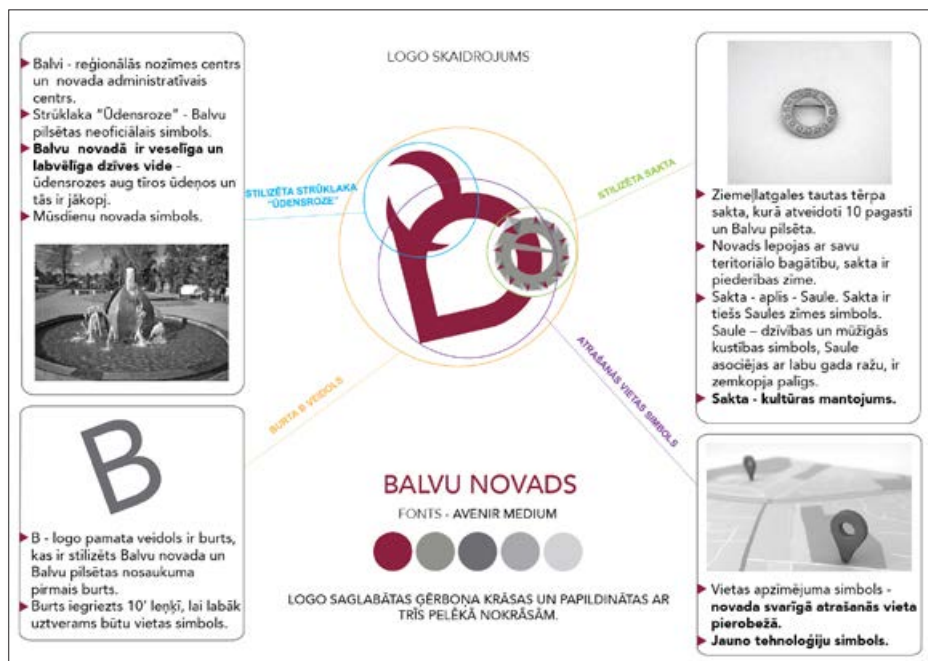 LOGO SKAIDROJUMS
Balvi - reģionālās nozīmes centrs
un novada administratīvais
centrs.
Strūklaka "Ūdensroze" - Balvu
pilsētas neoficiālais simbols.
Balvu novadā ir veselīga un
labvēlīga dzīves vide -
ūdensrozes aug tīros ūdeņos un
tās ir jākopj.
Mūsdienu novada simbols.
STILIZĒTA STRŪKLAKA
"ŪDENSROZE"
STILIZĒTA SAKTA
Ziemeļlatgales tautas tērpa
sakta, kurā atveidoti 10 pagasti
un Balvu pilsēta.
Novads lepojas ar savu
teritoriālo bagātību, sakta ir
piederības zīme.
Sakta - aplis - Saule. Sakta ir
tiešs Saules zīmes simbols.
Saule – dzīvības un mūžīgās
kustības simbols, Saule
asociējas ar labu gada ražu, ir
zemkopja palīgs.
Sakta - kultūras mantojums.
BURTA B VEIDOLS
ATRAŠANĀS VIETAS SIMBOLS
B
B - logo pamata veidols ir burts,
kas ir stilizēts Balvu novada un
Balvu pilsētas nosaukuma
pirmais burts.
Burts iegriezts 10' leņķī, lai labāk
uztverams būtu vietas simbols.
BALVU NOVADS
FONTS - AVENIR MEDIUM
LOGO SAGLABĀTAS ĢĒRBOŅA KRĀSAS UN PAPILDINĀTAS AR
TRĪS PELĒKĀ NOKRĀSĀM.
Vietas apzīmējuma simbols -
novada svarīgā atrašanās vieta
pierobežā.
Jauno tehnoloģiju simbols.